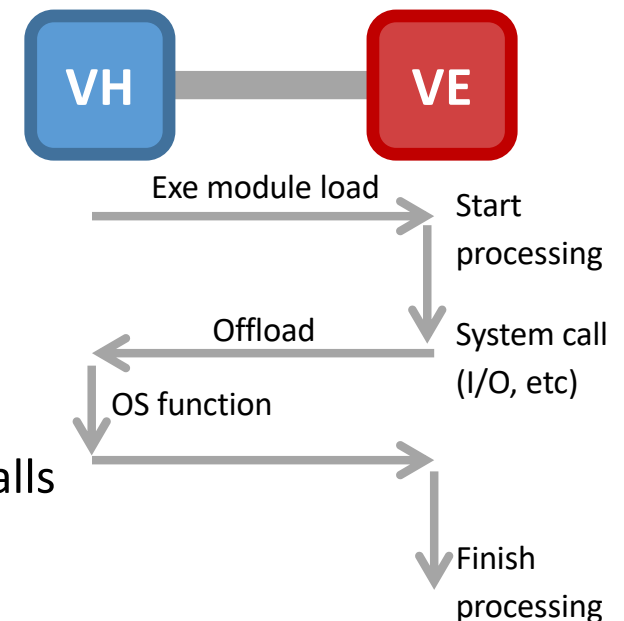 VH
VE
Exe module load
Start
processing
Offload
System call
(I/O, etc)
OS function
alls
Finish
processing